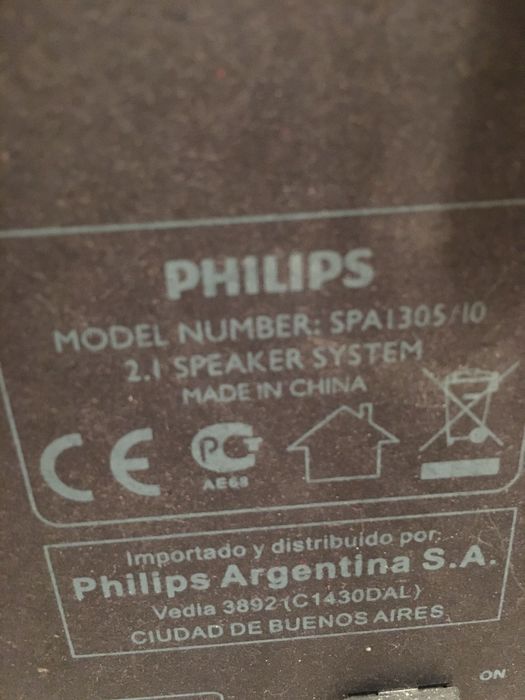 PHILIPS
MODEL NUMBER: SPA1305/10
2.1 SPEAKER SYSTEM
MADE IN CHINA
CE PCT
AE68
Importado y distribuido por:
Philips Argentina S.A.
Vedia 3892 (C1430DAL)
CIUDAD DE BUENOS AIRES
ON